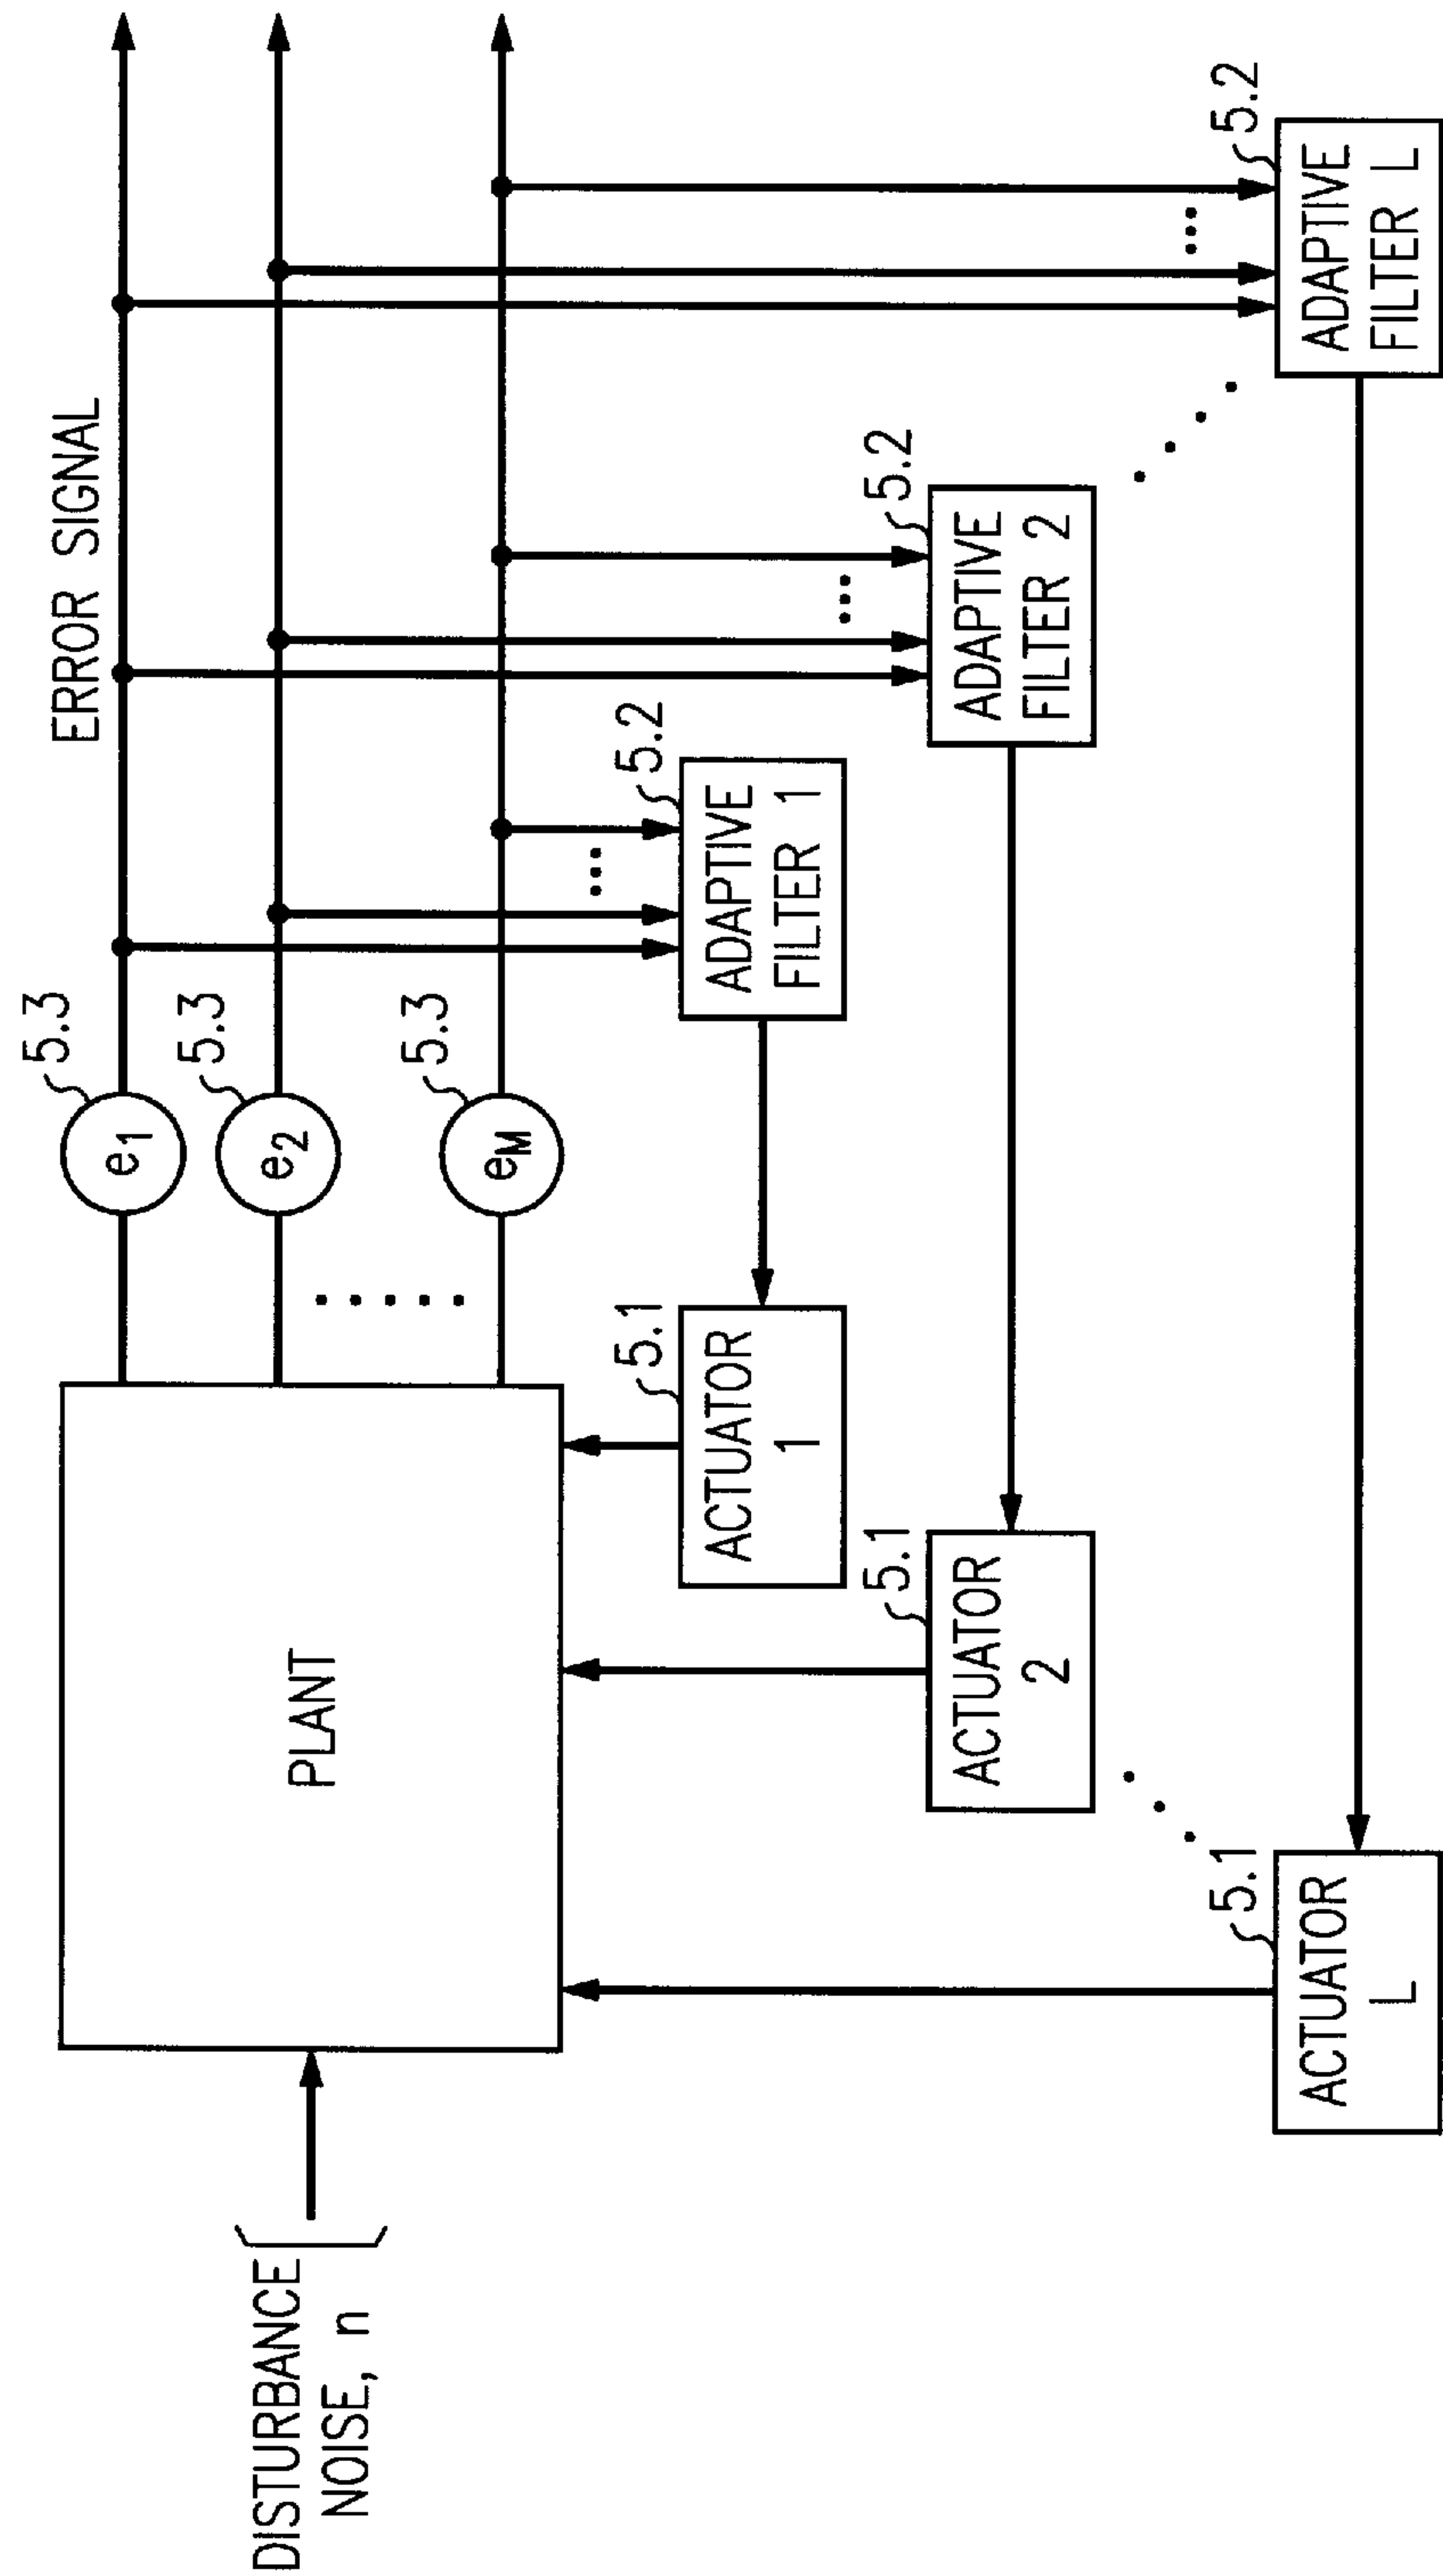 DISTURBANCE
NOISE, n
PLANT
e1
5.3
e2
5.3
eM
5.3
ERROR SIGNAL
ACTUATOR
1
5.1
ADAPTIVE
FILTER 1
5.2
ACTUATOR
2
5.1
ADAPTIVE
FILTER 2
5.2
ACTUATOR
L
5.1
ADAPTIVE
FILTER L
5.2